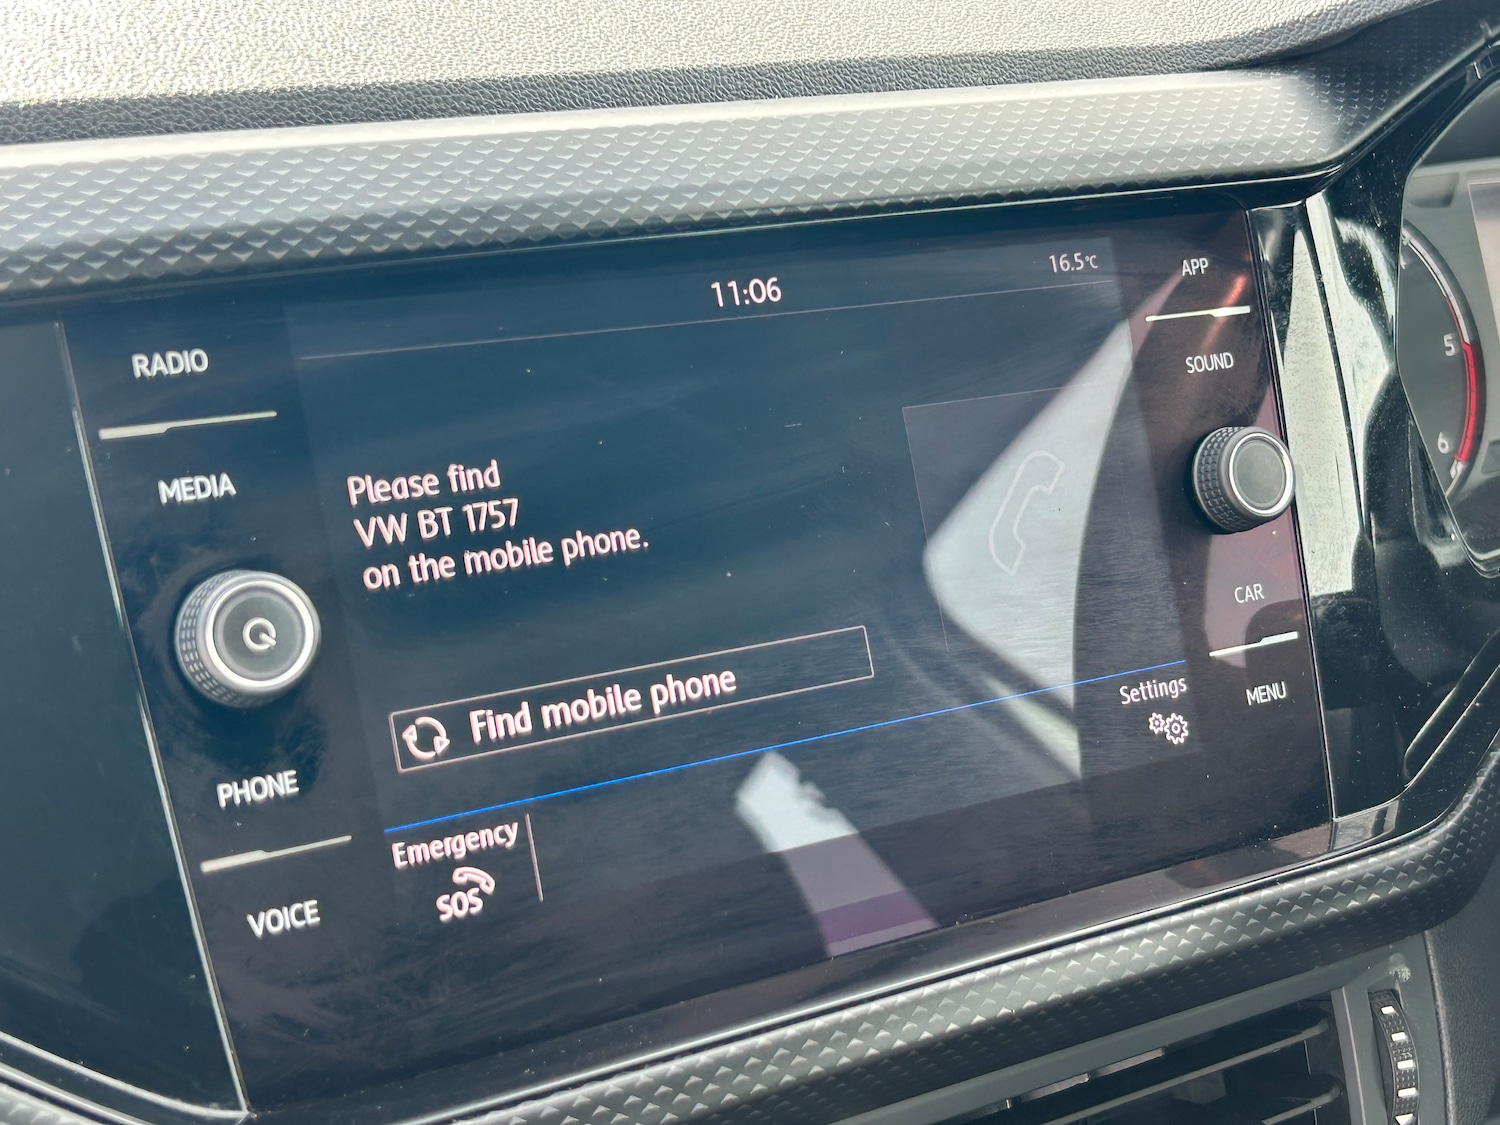 11:06
16.5°C
APP
RADIO
SOUND
MEDIA
Please find
VW BT 1757
on the mobile phone.
5
6
CAR
Find mobile phone
Settings
MENU
PHONE
Emergency
SOS
VOICE